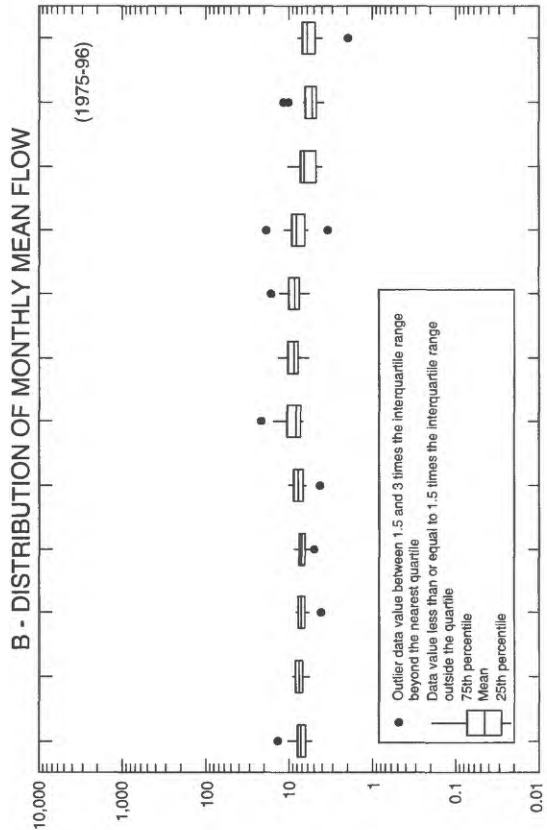 B - DISTRIBUTION OF MONTHLY MEAN FLOW
(1975-96)
10,000
1,000
100
10
1
0.1
0.01
Outlier data value between 1.5 and 3 times the interquartile range
beyond the nearest quartile
Data value less than or equal to 1.5 times the interquartile range
outside the quartile
75th percentile
Mean
25th percentile